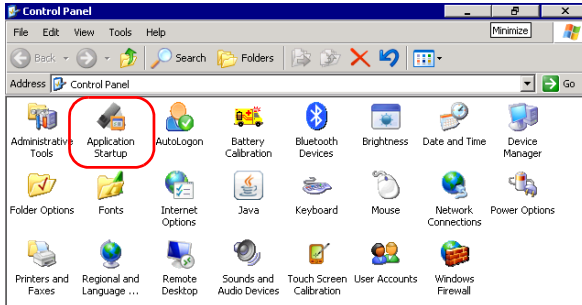 Control Panel
File Edit View Tools Help
Minimize
Back Search Folders
Address Control Panel Go
Administrative Tools
Application Startup
AutoLogon
Battery Calibration
Bluetooth Devices
Brightness
Date and Time
Device Manager
Folder Options
Fonts
Internet Options
Java
Keyboard
Mouse
Network Connections
Power Options
Printers and Faxes
Regional and Language ...
Remote Desktop
Sounds and Audio Devices
Touch Screen Calibration
User Accounts
Windows Firewall